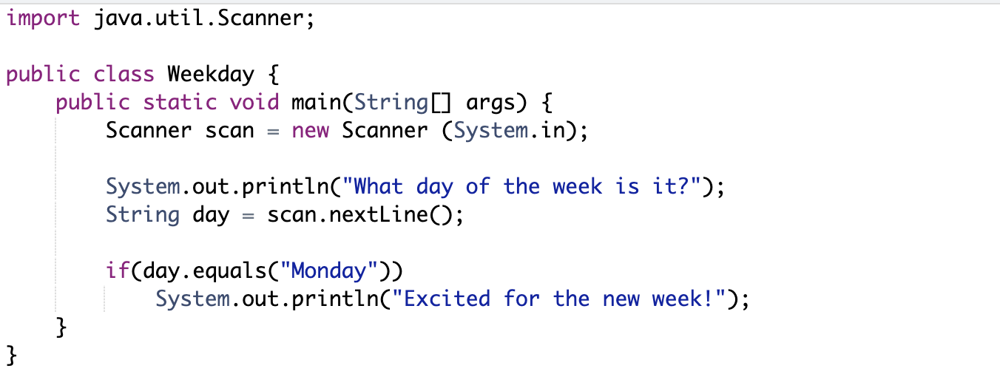 import java.util.Scanner;
public class Weekday {
public static void main(String[] args) {
Scanner scan = new Scanner (System.in);
System.out.println("What day of the week is it?");
String day = scan.nextLine();
if(day.equals("Monday"))
System.out.println("Excited for the new week!");
}
}